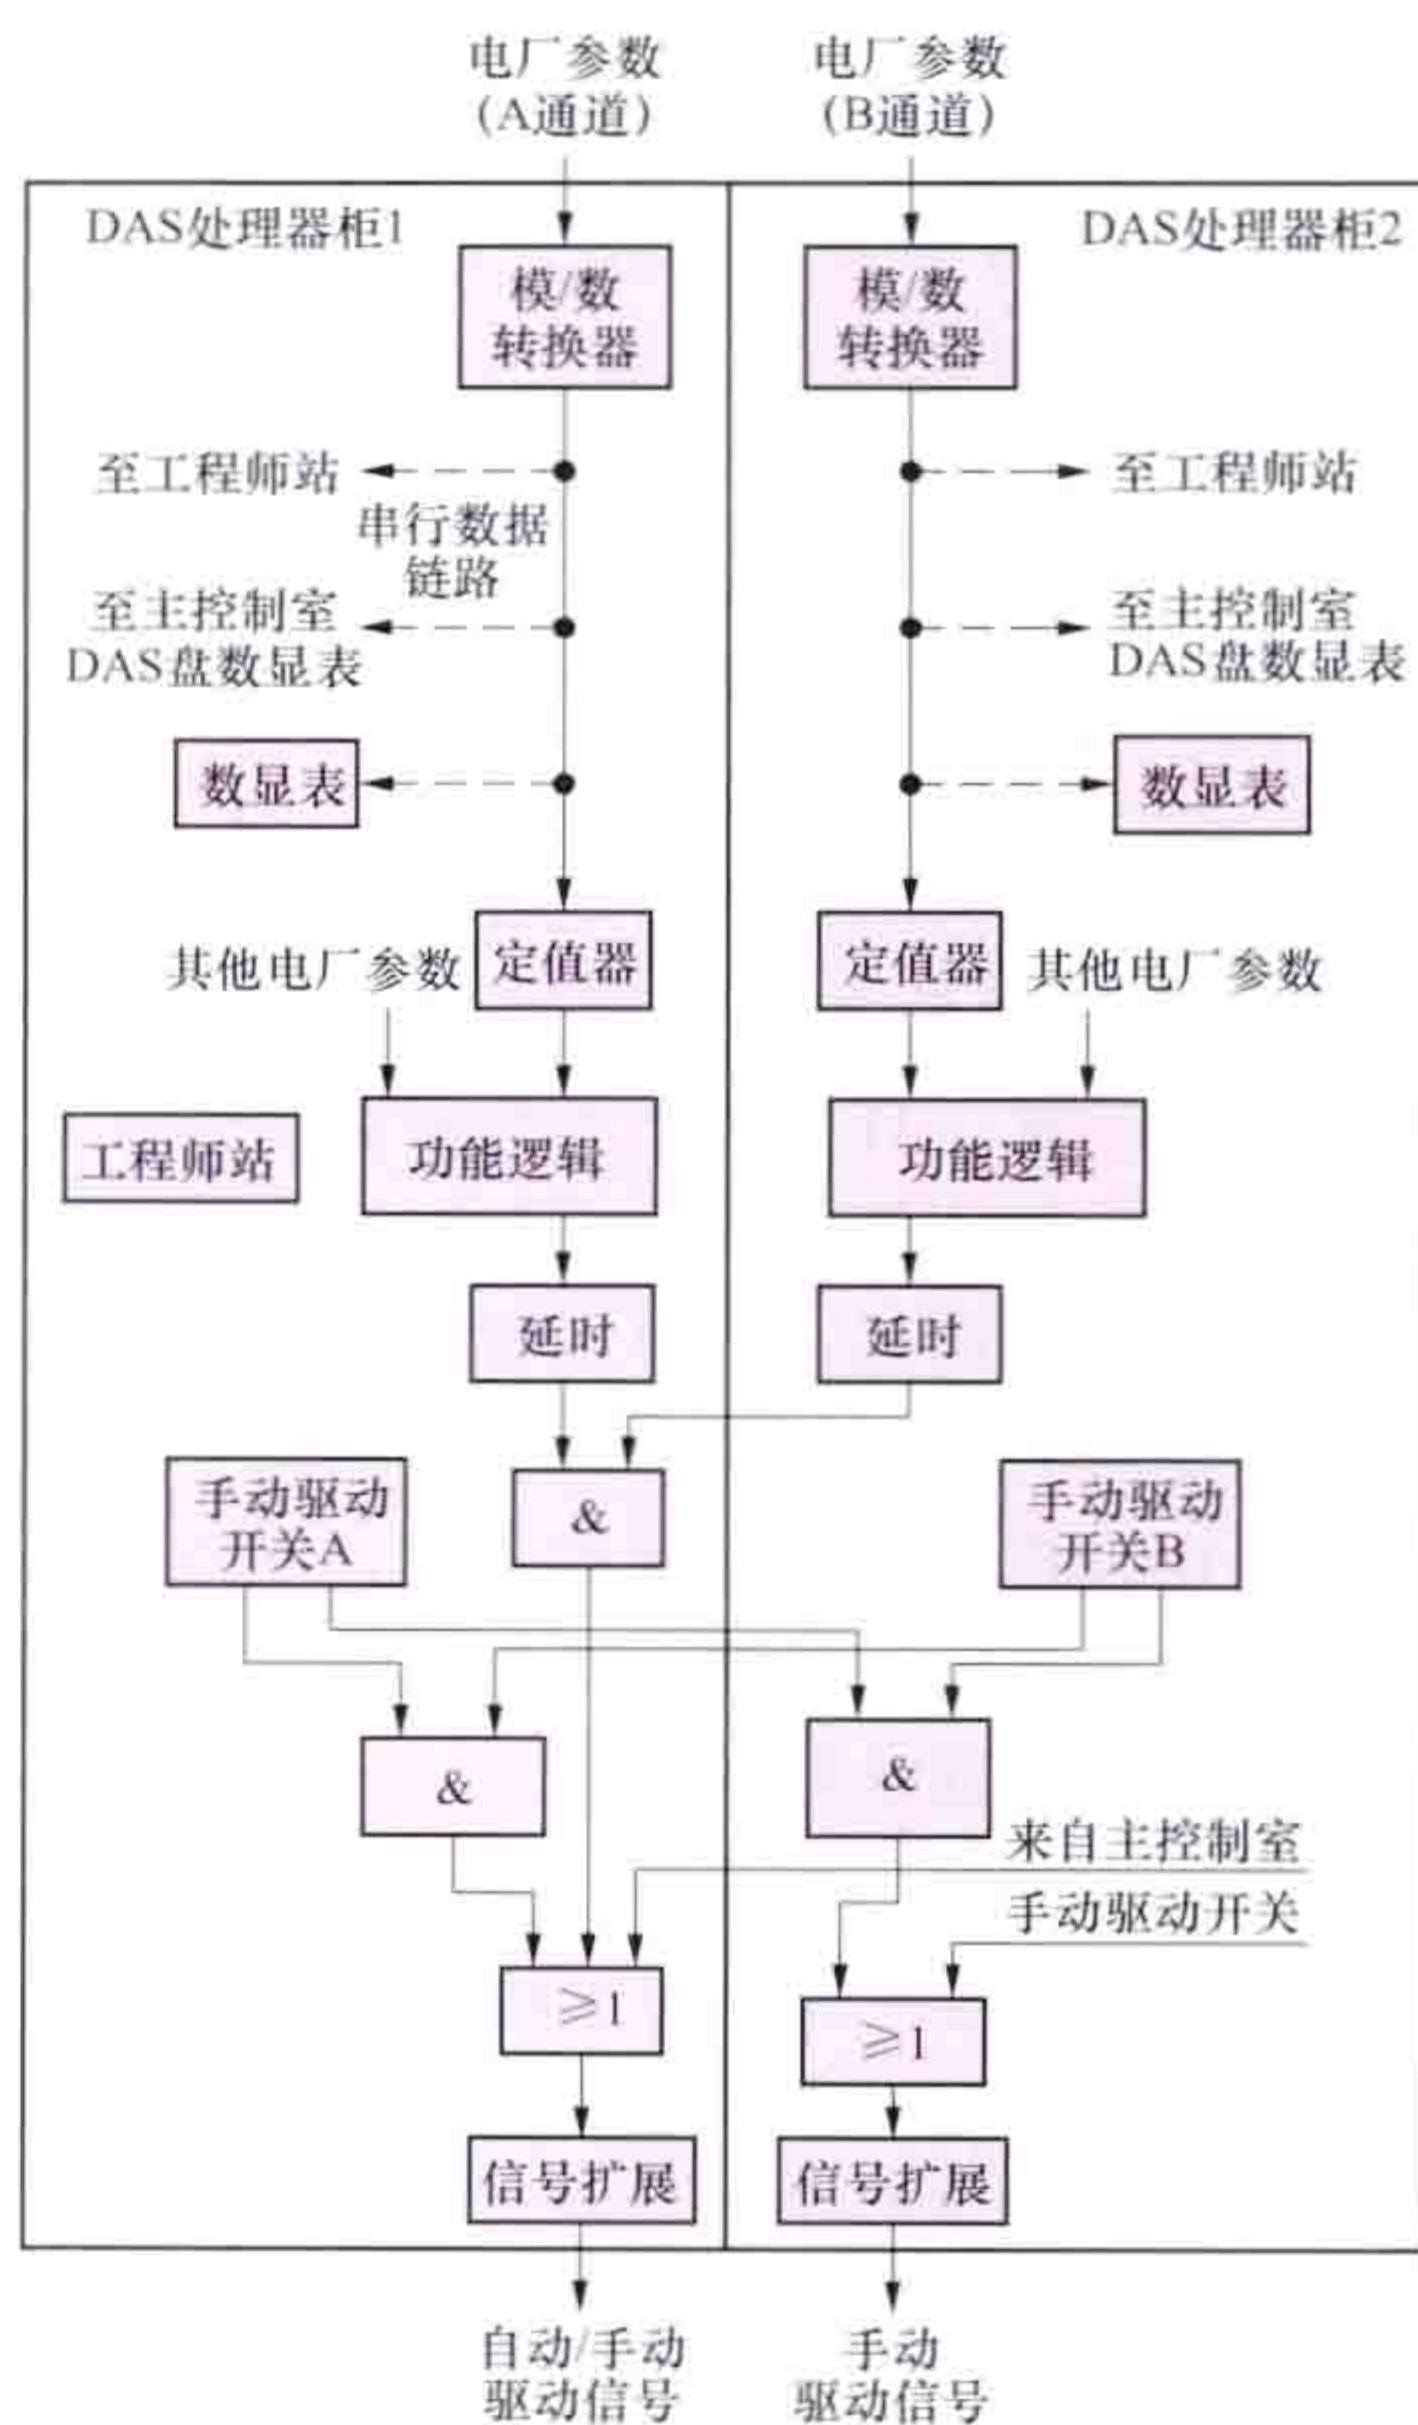 电厂参数
(A通道)
电厂参数
(B通道)
DAS处理器柜1
DAS处理器柜2
模/数
转换器
模/数
转换器
至工程师站
至工程师站
串行数据
链路
至主控制室
DAS盘数显表
至主控制室
DAS盘数显表
数显表
数显表
其他电厂参数
定值器
定值器
其他电厂参数
工程师站
功能逻辑
功能逻辑
延时
延时
手动驱动
开关A
&
手动驱动
开关B
&
&
来自主控制室
手动驱动开关
≥1
≥1
信号扩展
信号扩展
自动/手动
驱动信号
手动
驱动信号